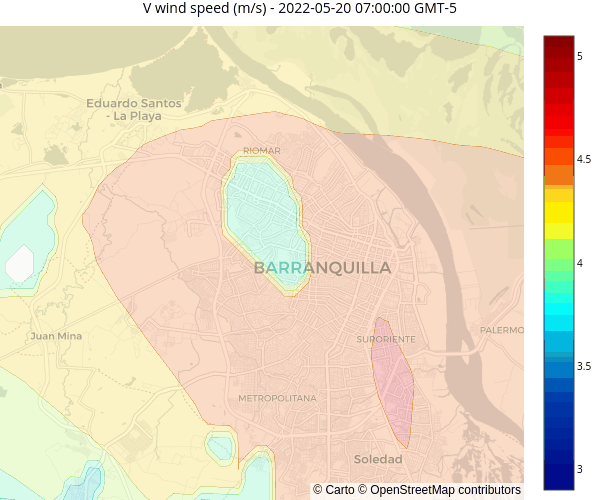 V wind speed (m/s) - 2022-05-20 07:00:00 GMT-5
5
Eduardo Santos
- La Playa
RIOMAR
4.5
BARRANQUILLA
4
Juan Mina
SURORIENTE
PALERMO
3.5
METROPOLITANA
Soledad
3
© Carto © OpenStreetMap contributors